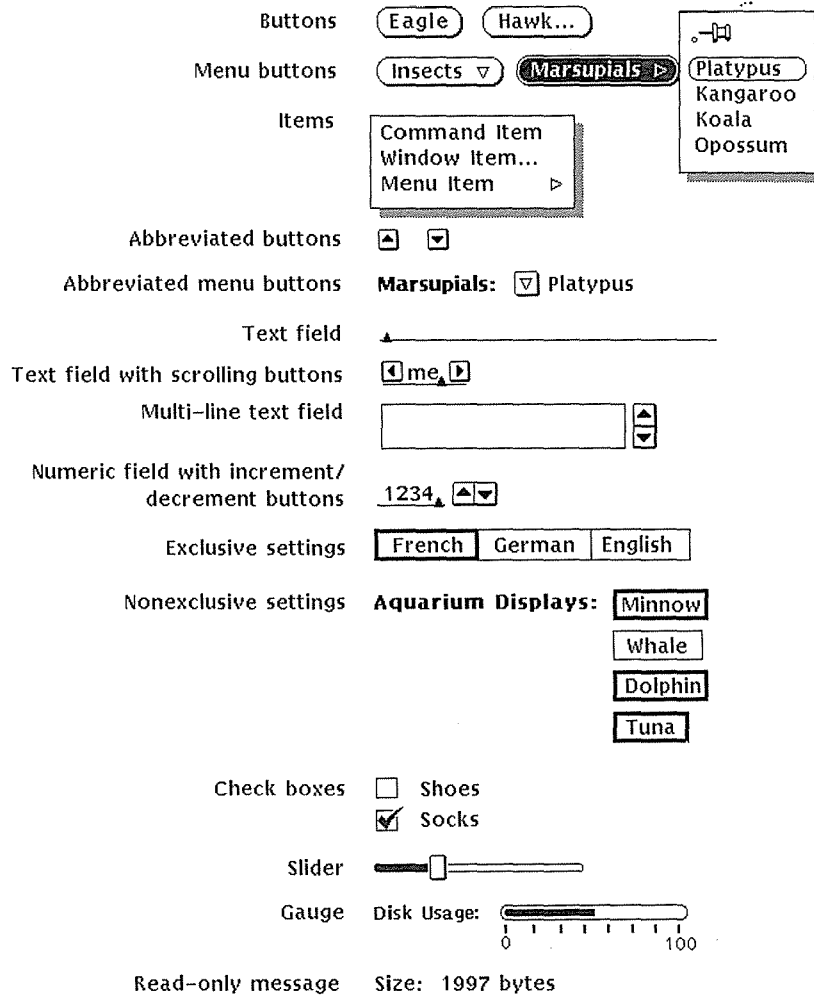 Buttons Eagle Hawk...
Menu buttons Insects Marsupials
Platypus
Kangaroo
Koala
Opossum
Items
Command Item
Window Item...
Menu Item
Abbreviated buttons
Abbreviated menu buttons Marsupials: Platypus
Text field
Text field with scrolling buttons me
Multi-line text field
Numeric field with increment/
decrement buttons 1234
Exclusive settings French German English
Nonexclusive settings Aquarium Displays: Minnow
Whale
Dolphin
Tuna
Check boxes Shoes
Socks
Slider
Gauge Disk Usage:
0 100
Read-only message Size: 1997 bytes